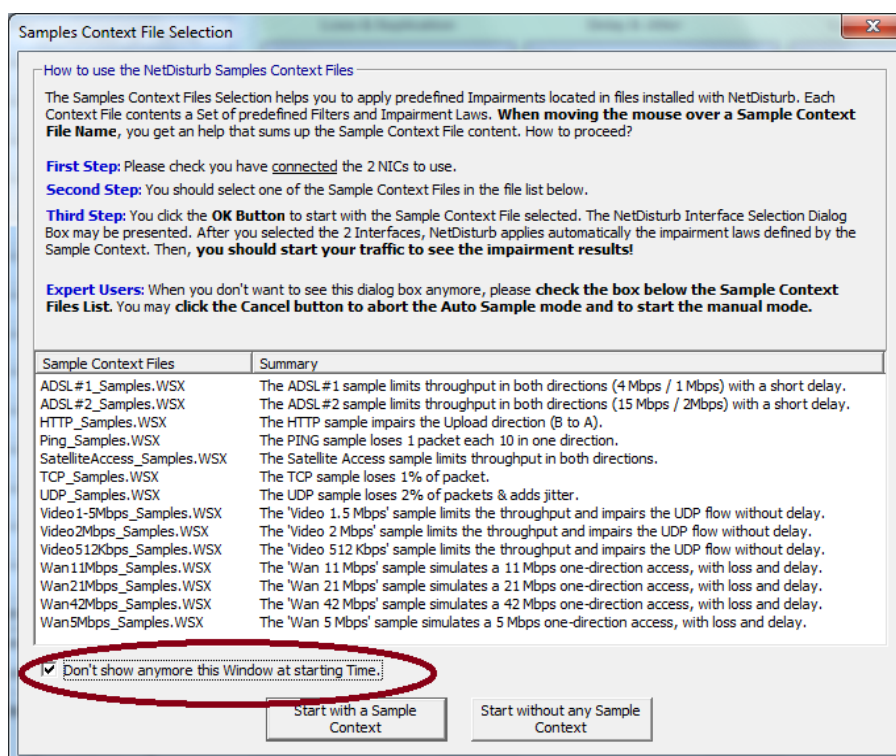 Samples Context File Selection
How to use the NetDisturb Samples Context Files
The Samples Context Files Selection helps you to apply predefined Impairments located in files installed with NetDisturb. Each
Context File contents a Set of predefined Filters and Impairment Laws. When moving the mouse over a Sample Context
File Name, you get an help that sums up the Sample Context File content. How to proceed?
First Step: Please check you have connected the 2 NICs to use.
Second Step: You should select one of the Sample Context Files in the file list below.
Third Step: You click the OK Button to start with the Sample Context File selected. The NetDisturb Interface Selection Dialog
Box may be presented. After you selected the 2 Interfaces, NetDisturb applies automatically the impairment laws defined by the
Sample Context. Then, you should start your traffic to see the impairment results!
Expert Users: When you don't want to see this dialog box anymore, please check the box below the Sample Context
Files List. You may click the Cancel button to abort the Auto Sample mode and to start the manual mode.
Sample Context Files Summary
ADSL#1_Samples.WSX The ADSL#1 sample limits throughput in both directions (4 Mbps / 1 Mbps) with a short delay.
ADSL#2_Samples.WSX The ADSL#2 sample limits throughput in both directions (15 Mbps / 2Mbps) with a short delay.
HTTP_Samples.WSX The HTTP sample impairs the Upload direction (B to A).
Ping_Samples.WSX The PING sample loses 1 packet each 10 in one direction.
SatelliteAccess_Samples.WSX The Satellite Access sample limits throughput in both directions.
TCP_Samples.WSX The TCP sample loses 1% of packet.
UDP_Samples.WSX The UDP sample loses 2% of packets & adds jitter.
Video1-5Mbps_Samples.WSX The 'Video 1.5 Mbps' sample limits the throughput and impairs the UDP flow without delay.
Video2Mbps_Samples.WSX The 'Video 2 Mbps' sample limits the throughput and impairs the UDP flow without delay.
Video512Kbps_Samples.WSX The 'Video 512 Kbps' sample limits the throughput and impairs the UDP flow without delay.
Wan11Mbps_Samples.WSX The 'Wan 11 Mbps' sample simulates a 11 Mbps one-direction access, with loss and delay.
Wan21Mbps_Samples.WSX The 'Wan 21 Mbps' sample simulates a 21 Mbps one-direction access, with loss and delay.
Wan42Mbps_Samples.WSX The 'Wan 42 Mbps' sample simulates a 42 Mbps one-direction access, with loss and delay.
Wan5Mbps_Samples.WSX The 'Wan 5 Mbps' sample simulates a 5 Mbps one-direction access, with loss and delay.
Don't show anymore this Window at starting Time.
Start with a Sample
Context
Start without any Sample
Context